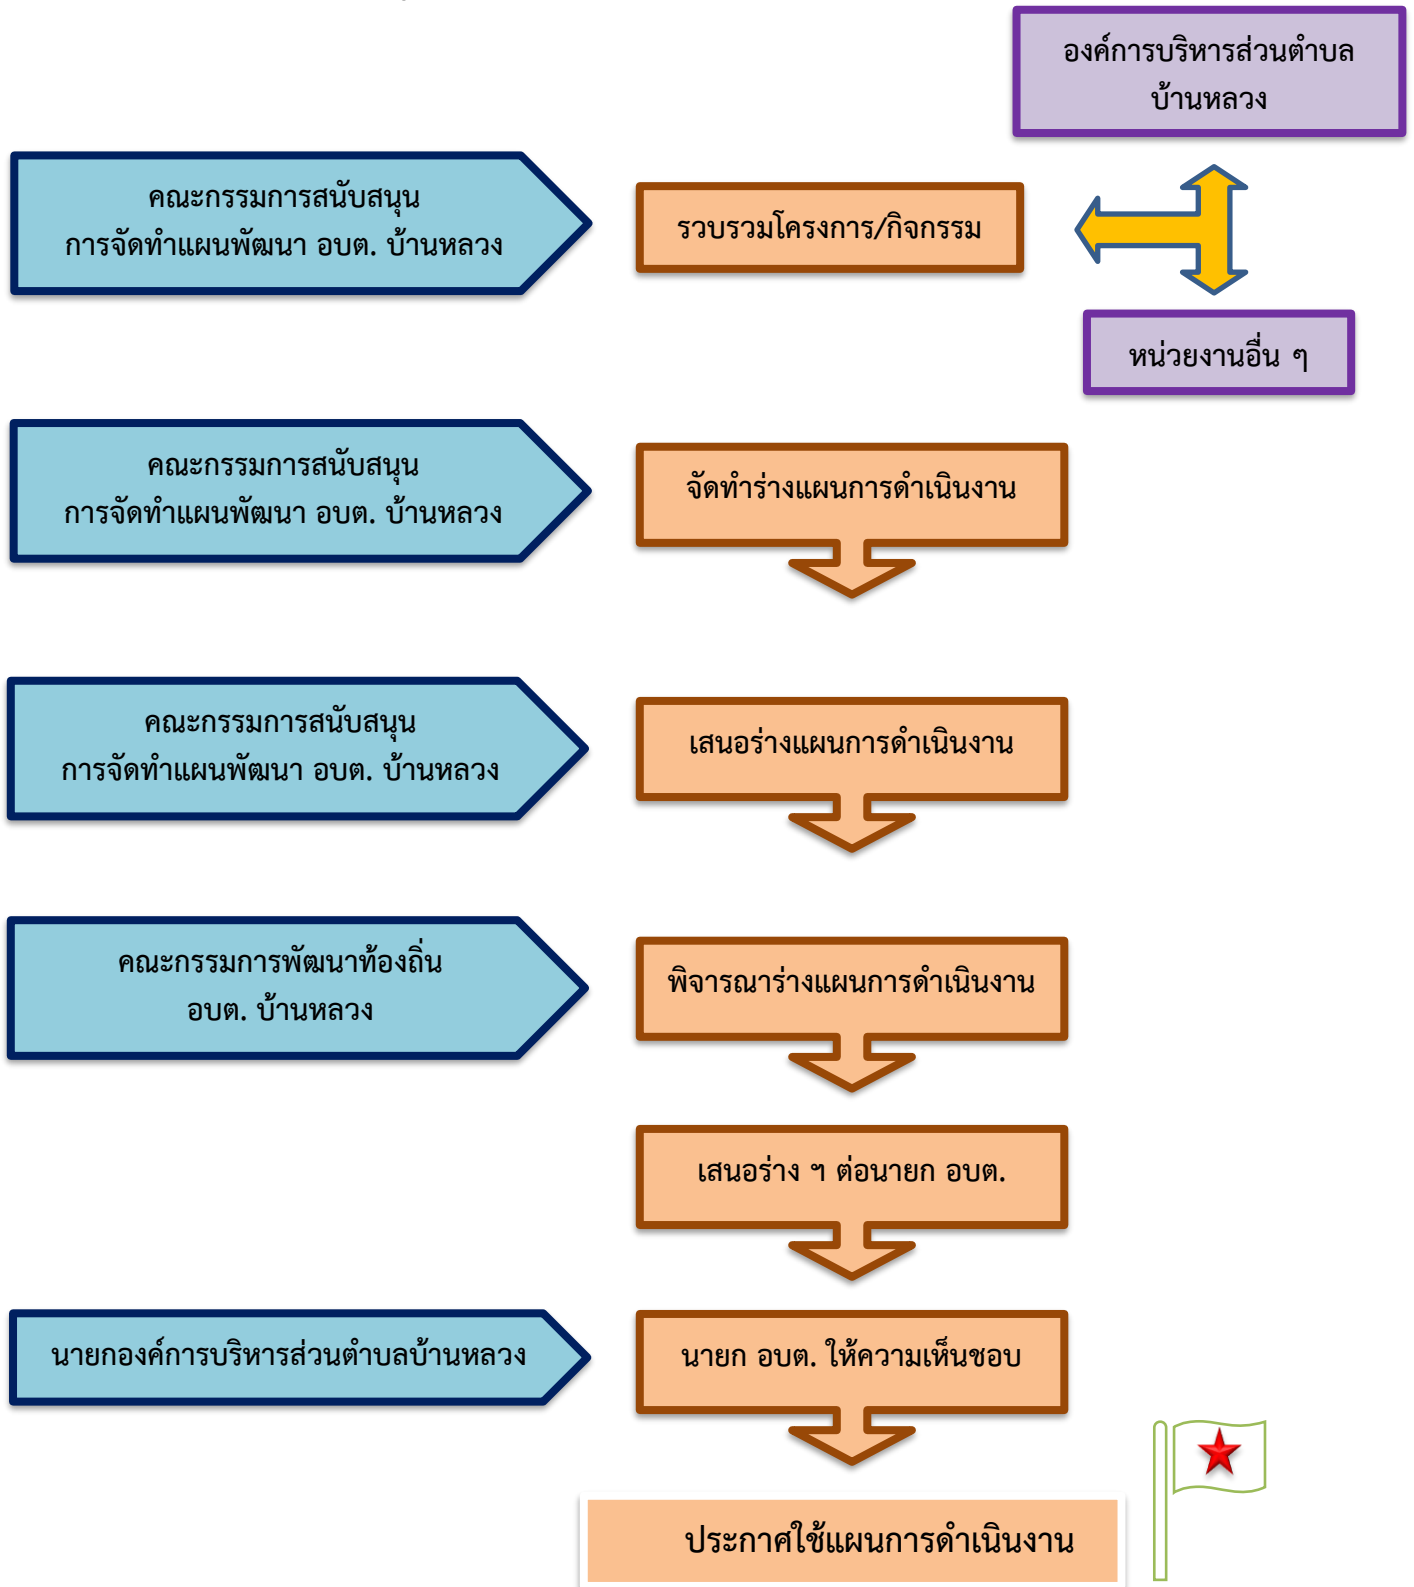 องค์การบริหารส่วนตำบล
บ้านหลวง
คณะกรรมการสนับสนุน
การจัดทำแผนพัฒนา อบต. บ้านหลวง
รวบรวมโครงการ/กิจกรรม
หน่วยงานอื่น ๆ
คณะกรรมการสนับสนุน
การจัดทำแผนพัฒนา อบต. บ้านหลวง
จัดทำร่างแผนการดำเนินงาน
คณะกรรมการสนับสนุน
การจัดทำแผนพัฒนา อบต. บ้านหลวง
เสนอร่างแผนการดำเนินงาน
คณะกรรมการพัฒนาท้องถิ่น
อบต. บ้านหลวง
พิจารณาร่างแผนการดำเนินงาน
เสนอร่าง ฯ ต่อนายก อบต.
นายกองค์การบริหารส่วนตำบลบ้านหลวง
นายก อบต. ให้ความเห็นชอบ
ประกาศใช้แผนการดำเนินงาน